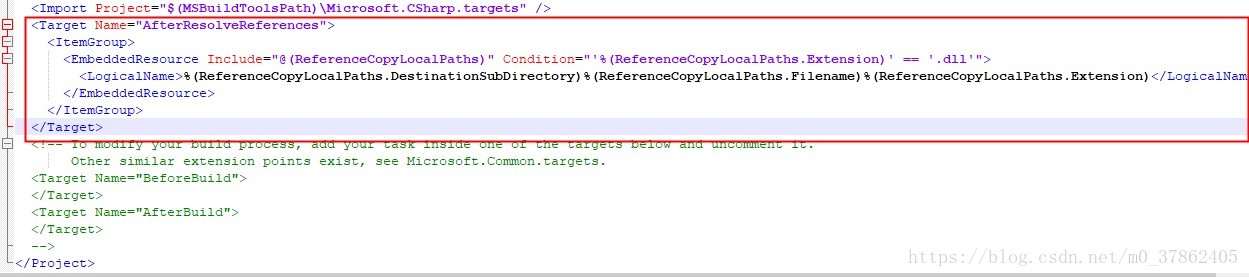 <Import Project="$(MSBuildToolsPath)\Microsoft.CSharp.targets" />
<Target Name="AfterResolveReferences">
<ItemGroup>
<EmbeddedResource Include="@(ReferenceCopyLocalPaths)" Condition="'%(ReferenceCopyLocalPaths.Extension)' == '.dll'">
<LogicalName>%(ReferenceCopyLocalPaths.DestinationSubDirectory)%(ReferenceCopyLocalPaths.Filename)%(ReferenceCopyLocalPaths.Extension)</LogicalNam
</EmbeddedResource>
</ItemGroup>
</Target>
<!-- To modify your build process, add your task inside one of the targets below and uncomment it.
Other similar extension points exist, see Microsoft.Common.targets.
<Target Name="BeforeBuild">
</Target>
<Target Name="AfterBuild">
</Target>
-->
</Project>
https://blog.csdn.net/m0_37862405